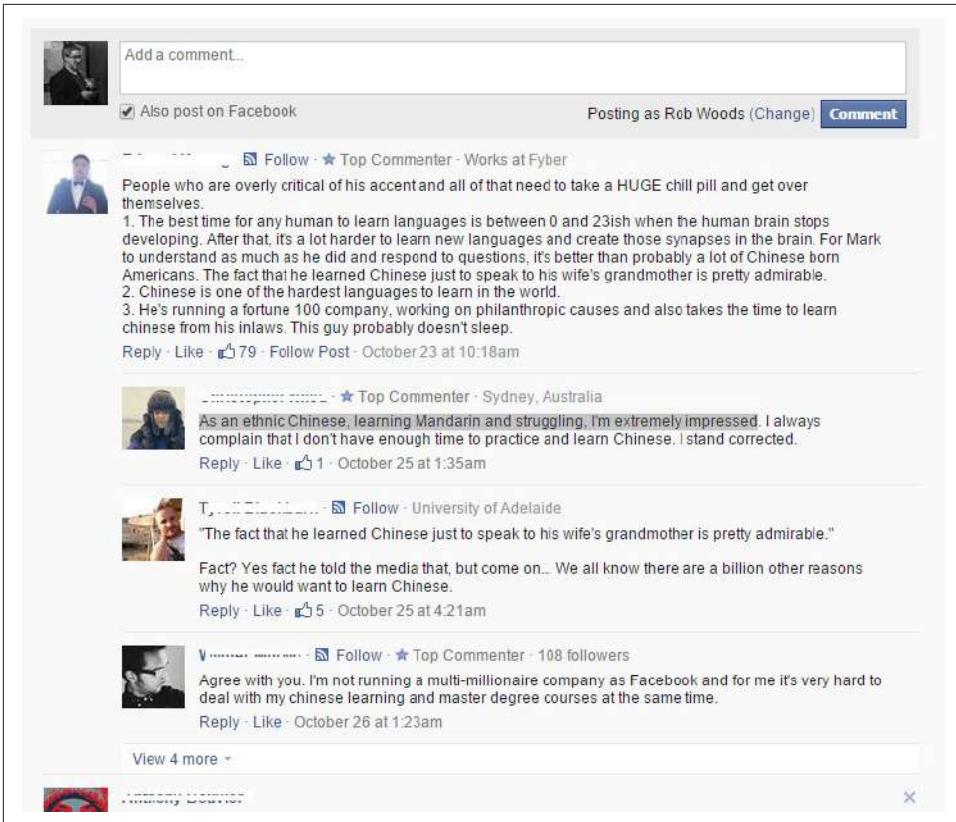 Add a comment...
Also post on Facebook
Posting as Rob Woods (Change) Comment
Follow · Top Commenter · Works at Fyber
People who are overly critical of his accent and all of that need to take a HUGE chill pill and get over
themselves.
1. The best time for any human to learn languages is between 0 and 23ish when the human brain stops
developing. After that, it's a lot harder to learn new languages and create those synapses in the brain. For Mark
to understand as much as he did and respond to questions, it's better than probably a lot of Chinese born
Americans. The fact that he learned Chinese just to speak to his wife's grandmother is pretty admirable.
2. Chinese is one of the hardest languages to learn in the world.
3. He's running a fortune 100 company, working on philanthropic causes and also takes the time to learn
chinese from his inlaws. This guy probably doesn't sleep.
Reply · Like · 79 · Follow Post · October 23 at 10:18am
· Top Commenter · Sydney, Australia
As an ethnic Chinese, learning Mandarin and struggling, I'm extremely impressed. I always
complain that I don't have enough time to practice and learn Chinese. I stand corrected.
Reply · Like · 1 · October 25 at 1:35am
· Follow · University of Adelaide
"The fact that he learned Chinese just to speak to his wife's grandmother is pretty admirable."
Fact? Yes fact he told the media that, but come on... We all know there are a billion other reasons
why he would want to learn Chinese.
Reply · Like · 5 · October 25 at 4:21am
· Follow · Top Commenter · 108 followers
Agree with you. I'm not running a multi-millionaire company as Facebook and for me it's very hard to
deal with my chinese learning and master degree courses at the same time.
Reply · Like · October 26 at 1:23am
View 4 more